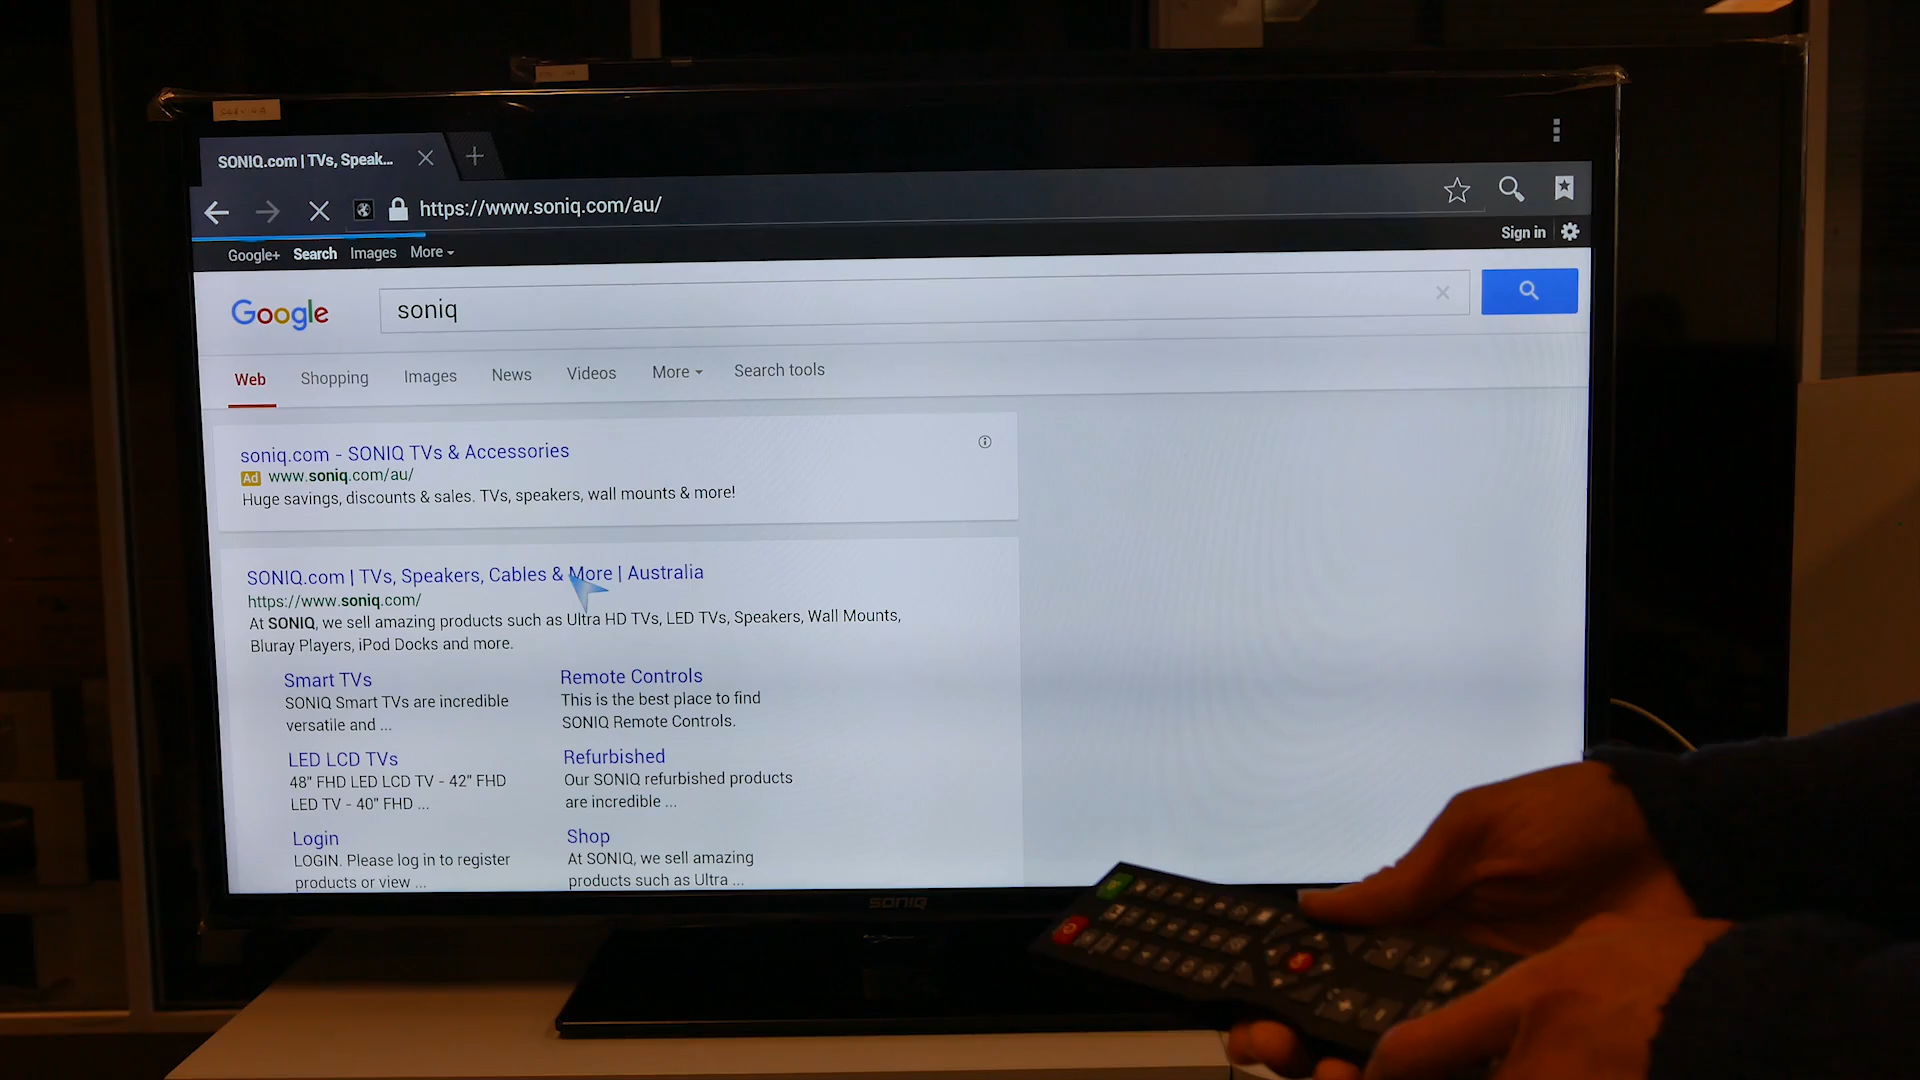 SONIQ.com | TVs, Speak...
https://www.soniq.com/au/
Sign in
Google+ Search Images More
Google
soniq
Web Shopping Images News Videos More Search tools
soniq.com - SONIQ TVs & Accessories
Ad www.soniq.com/au/
Huge savings, discounts & sales. TVs, speakers, wall mounts & more!
SONIQ.com | TVs, Speakers, Cables & More | Australia
https://www.soniq.com/
At SONIQ, we sell amazing products such as Ultra HD TVs, LED TVs, Speakers, Wall Mounts,
Bluray Players, iPod Docks and more.
Smart TVs
SONIQ Smart TVs are incredible
versatile and ...
Remote Controls
This is the best place to find
SONIQ Remote Controls.
LED LCD TVs
48" FHD LED LCD TV - 42" FHD
LED TV - 40" FHD ...
Refurbished
Our SONIQ refurbished products
are incredible ...
Login
LOGIN. Please log in to register
products or view ...
Shop
At SONIQ, we sell amazing
products such as Ultra ...
SONIQ